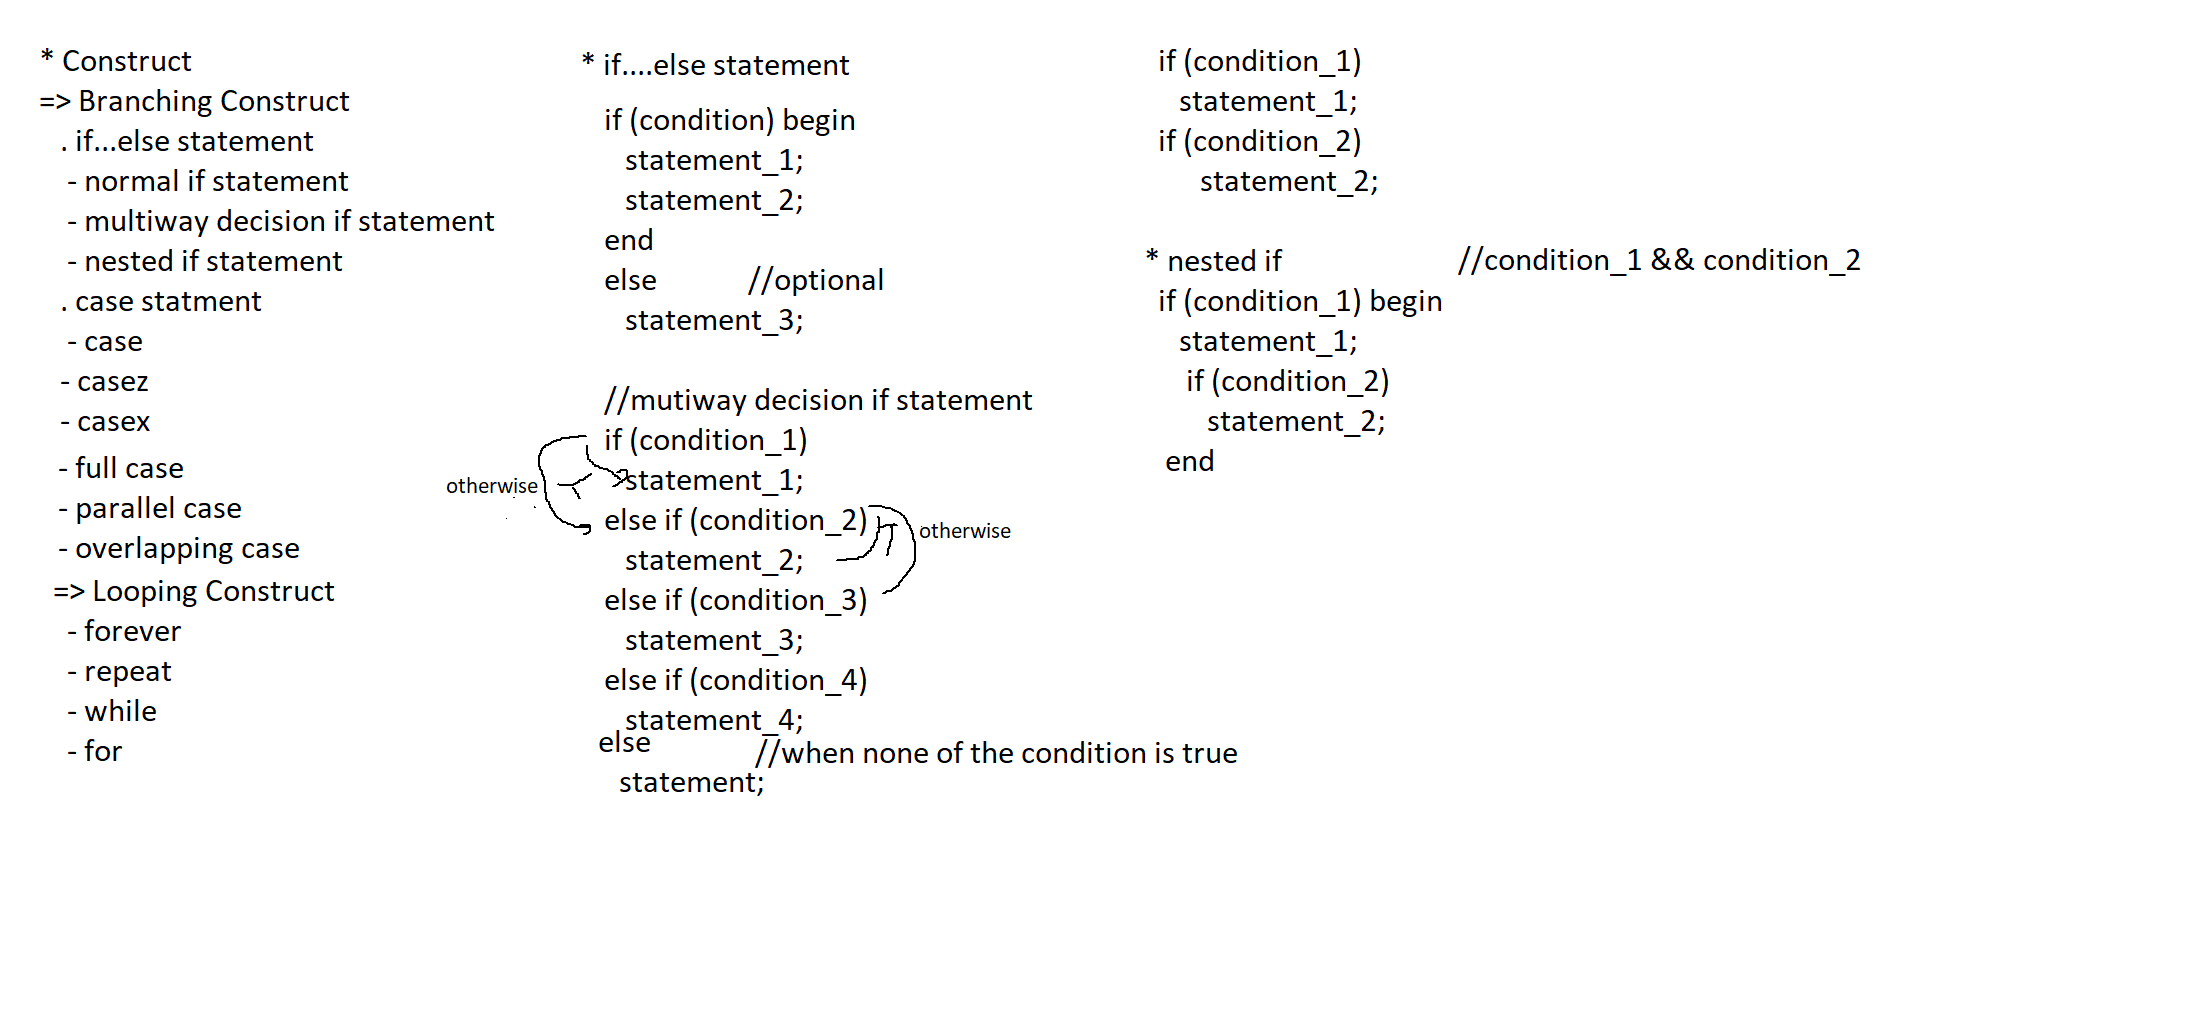 * Construct
=> Branching Construct
. if...else statement
- normal if statement
- multiway decision if statement
- nested if statement
. case statment
- case
- casez
- casex
- full case
- parallel case
- overlapping case
=> Looping Construct
- forever
- repeat
- while
- for
* if....else statement
if (condition) begin
statement_1;
statement_2;
end
else //optional
statement_3;
//mutiway decision if statement
if (condition_1)
otherwise statement_1;
else if (condition_2) otherwise
statement_2;
else if (condition_3)
statement_3;
else if (condition_4)
statement_4;
else //when none of the condition is true
statement;
if (condition_1)
statement_1;
if (condition_2)
statement_2;
* nested if //condition_1 && condition_2
if (condition_1) begin
statement_1;
if (condition_2)
statement_2;
end